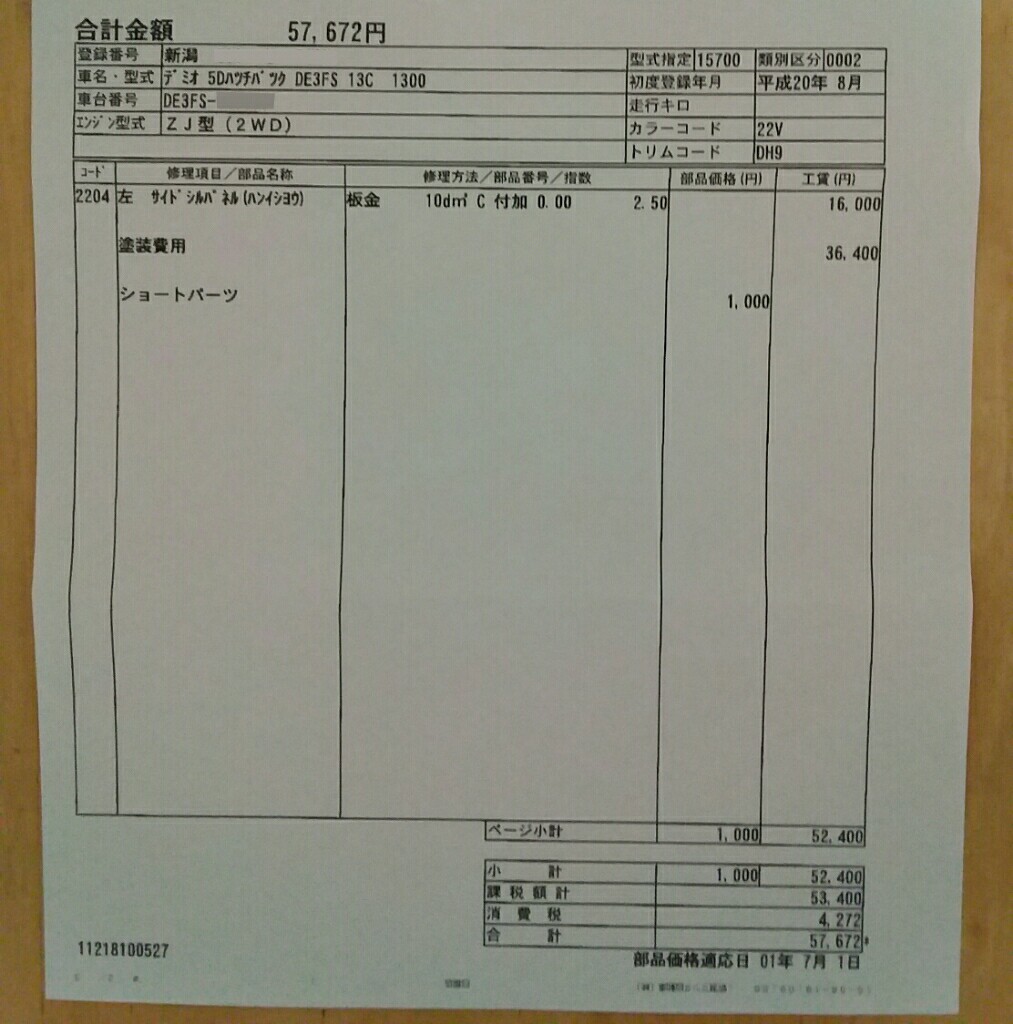 合計金額 57,672円
登録番号 新潟 型式指定 15700 類別区分 0002
車名・型式 デミオ 5Dハツチバツク DE3FS 13C 1300 初度登録年月 平成20年 8月
車台番号 DE3FS- 走行キロ
エンジン型式 ZJ型(2WD) カラーコード 22V
トリムコード DH9
コード 修理項目/部品名称 修理方法/部品番号/指数 部品価格(円) 工賃(円)
2204 左 サイドシルパネル(ハンイシヨウ) 板金 10d㎡ C 付加 0.00 2.50 16,000
塗装費用 36,400
ショートパーツ 1,000
ページ小計 1,000 52,400
小計 1,000 52,400
課税額計 53,400
消費税 4,272
合計 57,672*
11218100527 部品価格適応日 01年 7月 1日